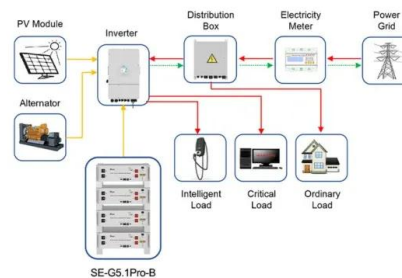 PV Module
Inverter
Distribution
Box
Electricity
Meter
Power
Grid
Alternator
Intelligent
Load
Critical
Load
Ordinary
Load
SE-G5.1Pro-B